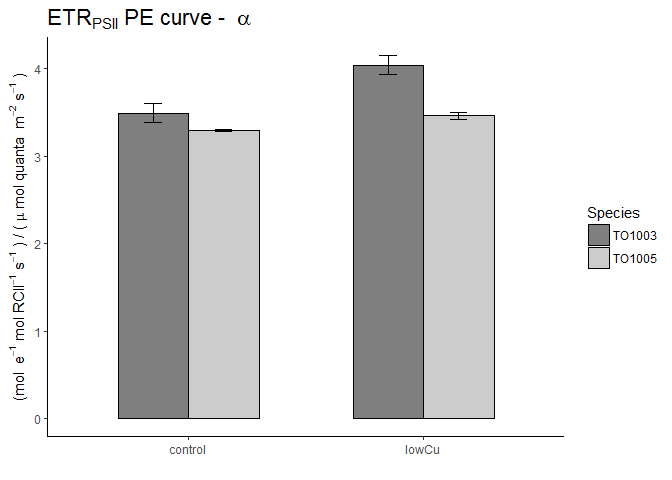 ETR_PSII PE curve - α
(mol e⁻¹ mol RCII⁻¹ s⁻¹ ) / ( μ mol quanta m⁻² s⁻¹ )
4
3
2
1
0
control lowCu
Species
TO1003
TO1005